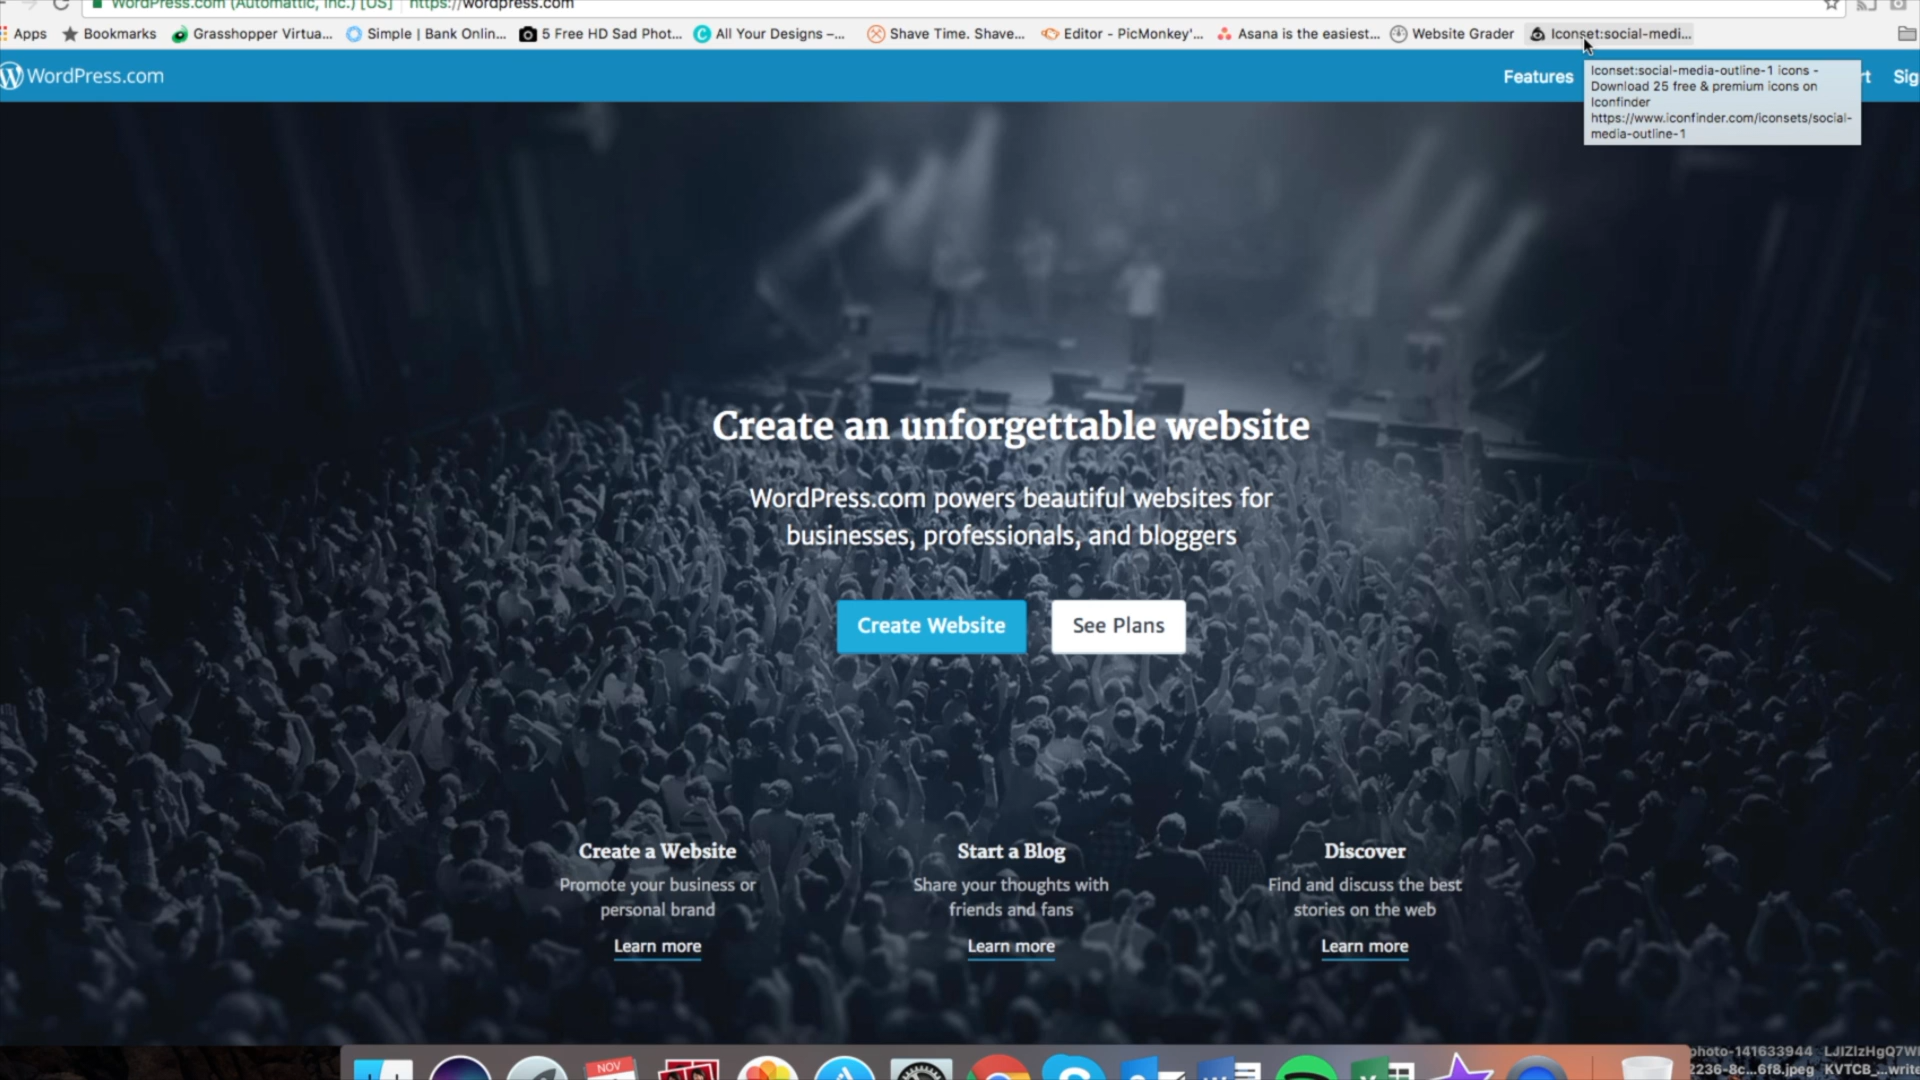 WordPress.com (Automattic, Inc.) [US] https://wordpress.com
Apps Bookmarks Grasshopper Virtua... Simple | Bank Onlin... 5 Free HD Sad Phot... All Your Designs –... Shave Time. Shave... Editor - PicMonkey'... Asana is the easiest... Website Grader Iconset:social-medi...
WordPress.com Features
Iconset:social-media-outline-1 icons -
Download 25 free & premium icons on
Iconfinder
https://www.iconfinder.com/iconsets/social-
media-outline-1
Create an unforgettable website
WordPress.com powers beautiful websites for
businesses, professionals, and bloggers
Create Website See Plans
Create a Website
Promote your business or
personal brand
Learn more
Start a Blog
Share your thoughts with
friends and fans
Learn more
Discover
Find and discuss the best
stories on the web
Learn more
NOV